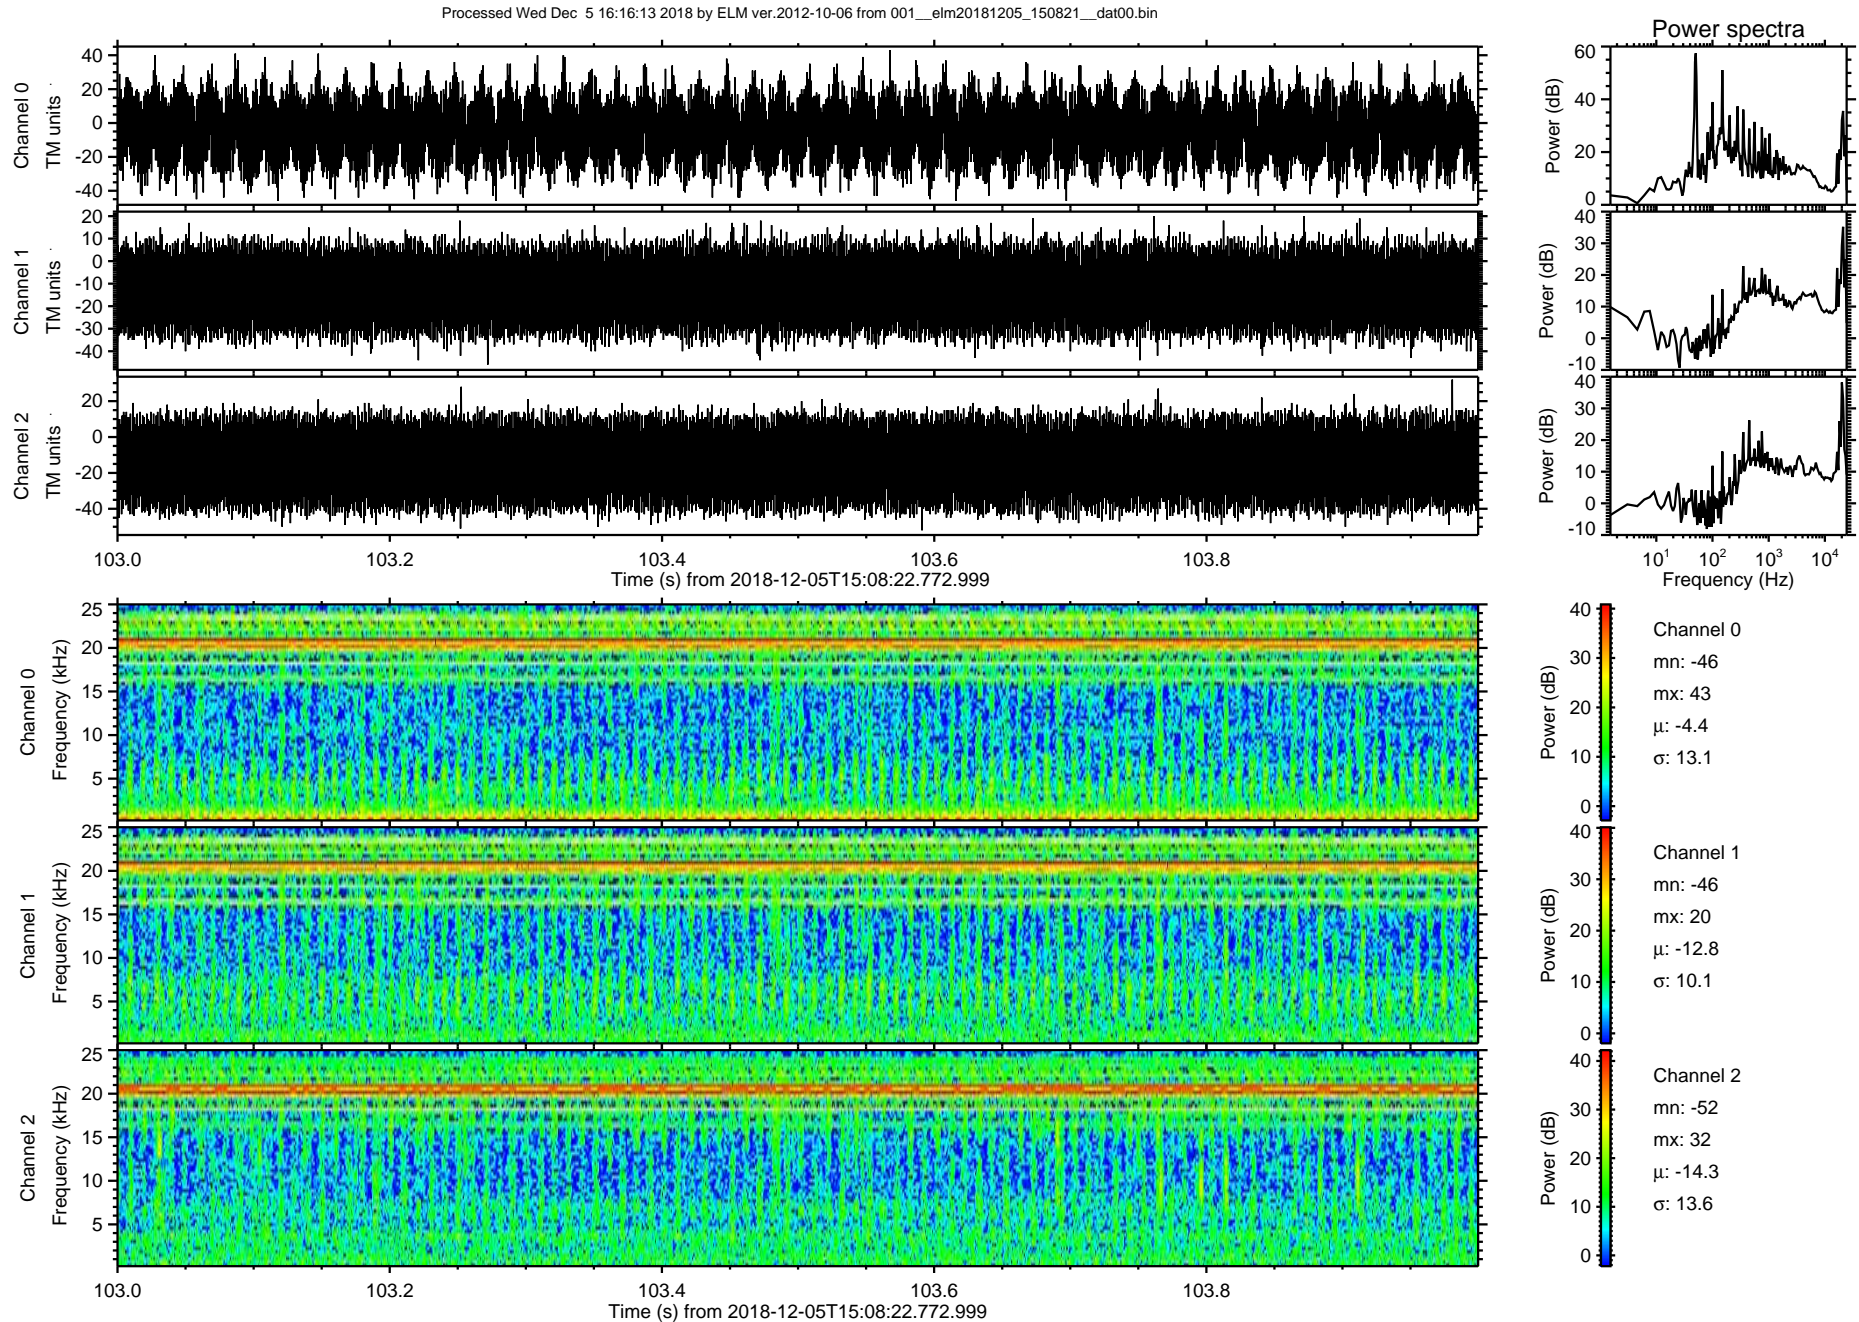 Processed Wed Dec  5 16:16:13 2018 by ELM ver.2012-10-06 from 001__elm20181205_150821__dat00.bin
Power spectra
Channel 0
TM units
40
20
0
-20
-40
Power (dB)
60
40
20
0
Channel 1
TM units
20
10
0
-10
-20
-30
-40
Power (dB)
40
30
20
10
0
-10
Channel 2
TM units
20
0
-20
-40
Power (dB)
40
30
20
10
0
-10
103.0 103.2 103.4 103.6 103.8
Time (s) from 2018-12-05T15:08:22.772.999
10^1 10^2 10^3 10^4
Frequency (Hz)
Channel 0
Frequency (kHz)
25
20
15
10
5
Power (dB)
40
30
20
10
0
Channel 0
mn: -46
mx: 43
μ: -4.4
σ: 13.1
Channel 1
Frequency (kHz)
25
20
15
10
5
Power (dB)
40
30
20
10
0
Channel 1
mn: -46
mx: 20
μ: -12.8
σ: 10.1
Channel 2
Frequency (kHz)
25
20
15
10
5
Power (dB)
40
30
20
10
0
Channel 2
mn: -52
mx: 32
μ: -14.3
σ: 13.6
103.0 103.2 103.4 103.6 103.8
Time (s) from 2018-12-05T15:08:22.772.999